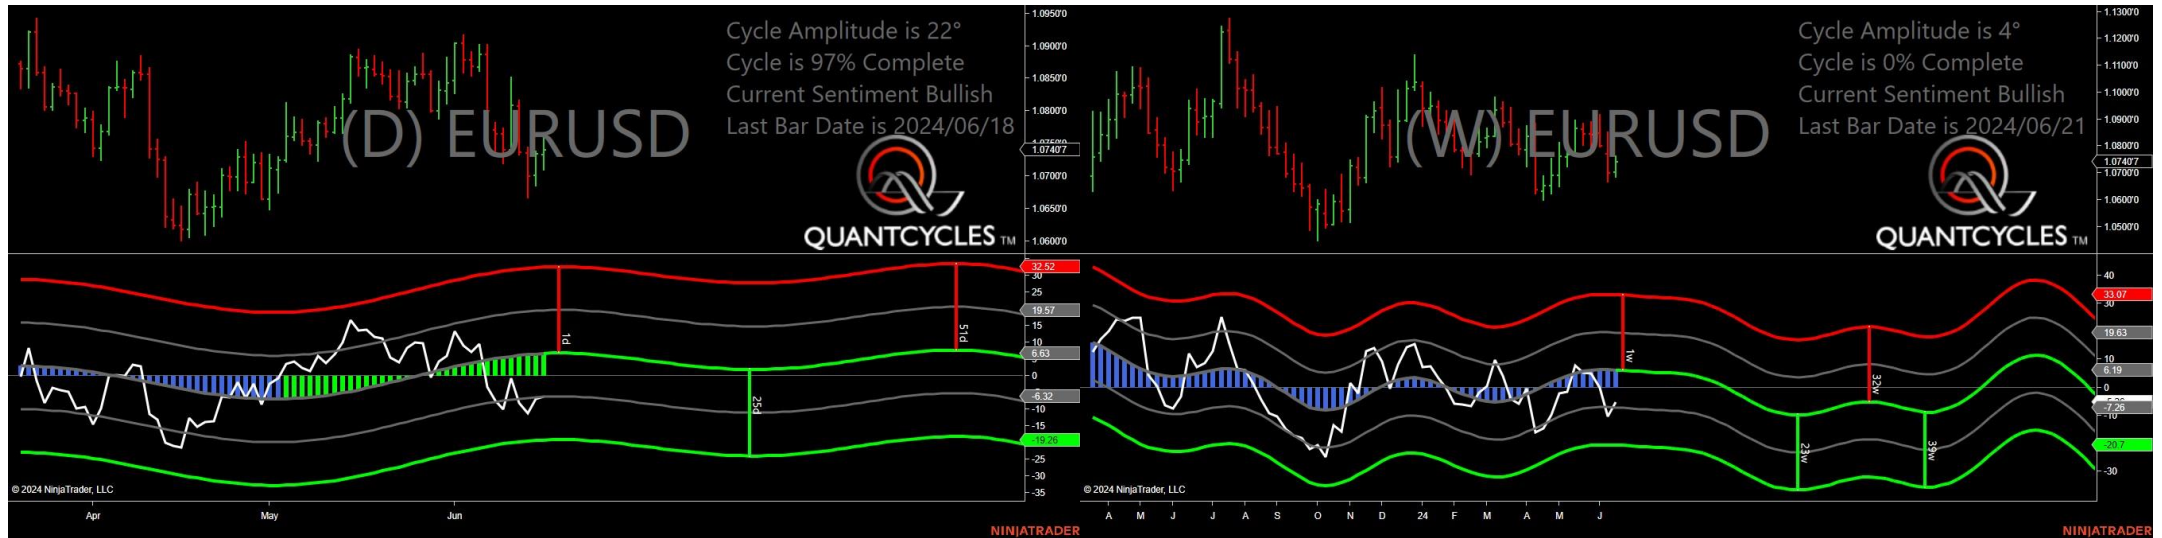 Cycle Amplitude is 22°
Cycle is 97% Complete
Current Sentiment Bullish
Last Bar Date is 2024/06/18
(D) EURUSD
QUANTCYCLES TM
1.0950'0
1.0900'0
1.0850'0
1.0800'0
1.0740'7
1.0700'0
1.0650'0
1.0600'0
32.52
30
25
19.57
15
10
6.63
0
-6.32
-10
-15
-19.26
-25
-30
-35
1d
25d
51d
© 2024 NinjaTrader, LLC
Apr May Jun
NINJATRADER
Cycle Amplitude is 4°
Cycle is 0% Complete
Current Sentiment Bullish
Last Bar Date is 2024/06/21
(W) EURUSD
QUANTCYCLES TM
1.1300'0
1.1200'0
1.1100'0
1.1000'0
1.0900'0
1.0800'0
1.0740'7
1.0700'0
1.0600'0
1.0500'0
40
33.07
30
19.63
10
6.19
0
-7.26
-10
-20.7
-30
1w
23w
32w
39w
© 2024 NinjaTrader, LLC
A M J J A S O N D 24 F M A M J
NINJATRADER